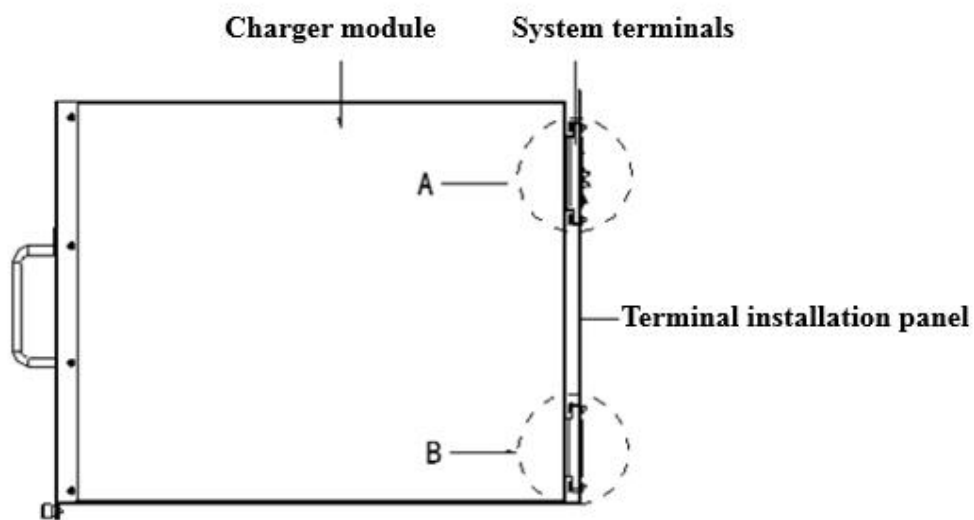 Charger module
System terminals
A
Terminal installation panel
B